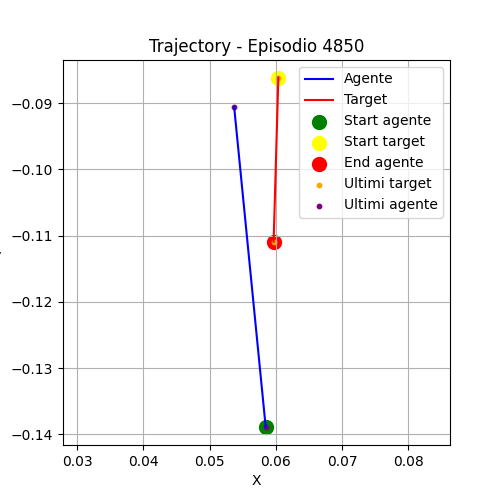 Trajectory - Episodio 4850
Agente
Target
Start agente
Start target
End agente
Ultimi target
Ultimi agente
−0.09
−0.10
−0.11
−0.12
−0.13
−0.14
0.03
0.04
0.05
0.06
0.07
0.08
X